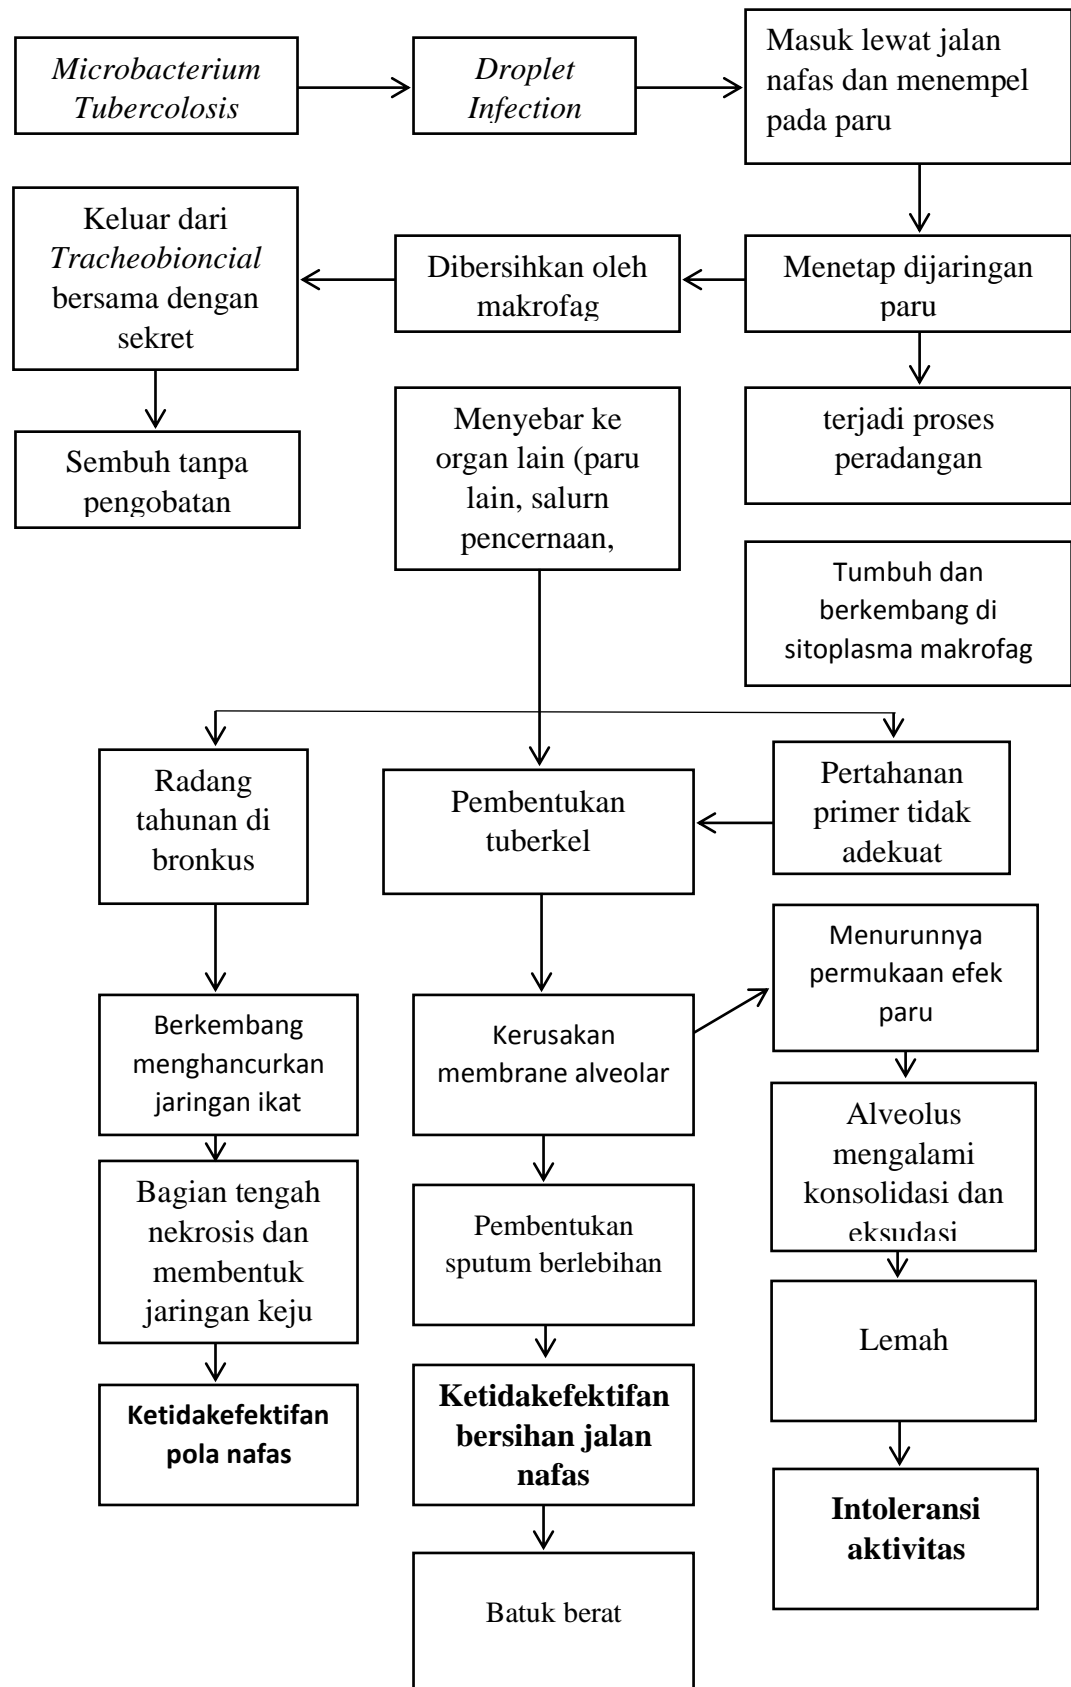 Microbacterium
Tubercolosis
Droplet
Infection
Masuk lewat jalan
nafas dan menempel
pada paru
Keluar dari
Tracheobioncial
bersama dengan
sekret
Dibersihkan oleh
makrofag
Menetap dijaringan
paru
Sembuh tanpa
pengobatan
Menyebar ke
organ lain (paru
lain, salurn
pencernaan,
terjadi proses
peradangan
Tumbuh dan
berkembang di
sitoplasma makrofag
Radang
tahunan di
bronkus
Pembentukan
tuberkel
Pertahanan
primer tidak
adekuat
Menurunnya
permukaan efek
paru
Berkembang
menghancurkan
jaringan ikat
Kerusakan
membrane alveolar
Alveolus
mengalami
konsolidasi dan
eksudasi
Bagian tengah
nekrosis dan
membentuk
jaringan keju
Pembentukan
sputum berlebihan
Lemah
Ketidakefektifan
pola nafas
Ketidakefektifan
bersihan jalan
nafas
Intoleransi
aktivitas
Batuk berat